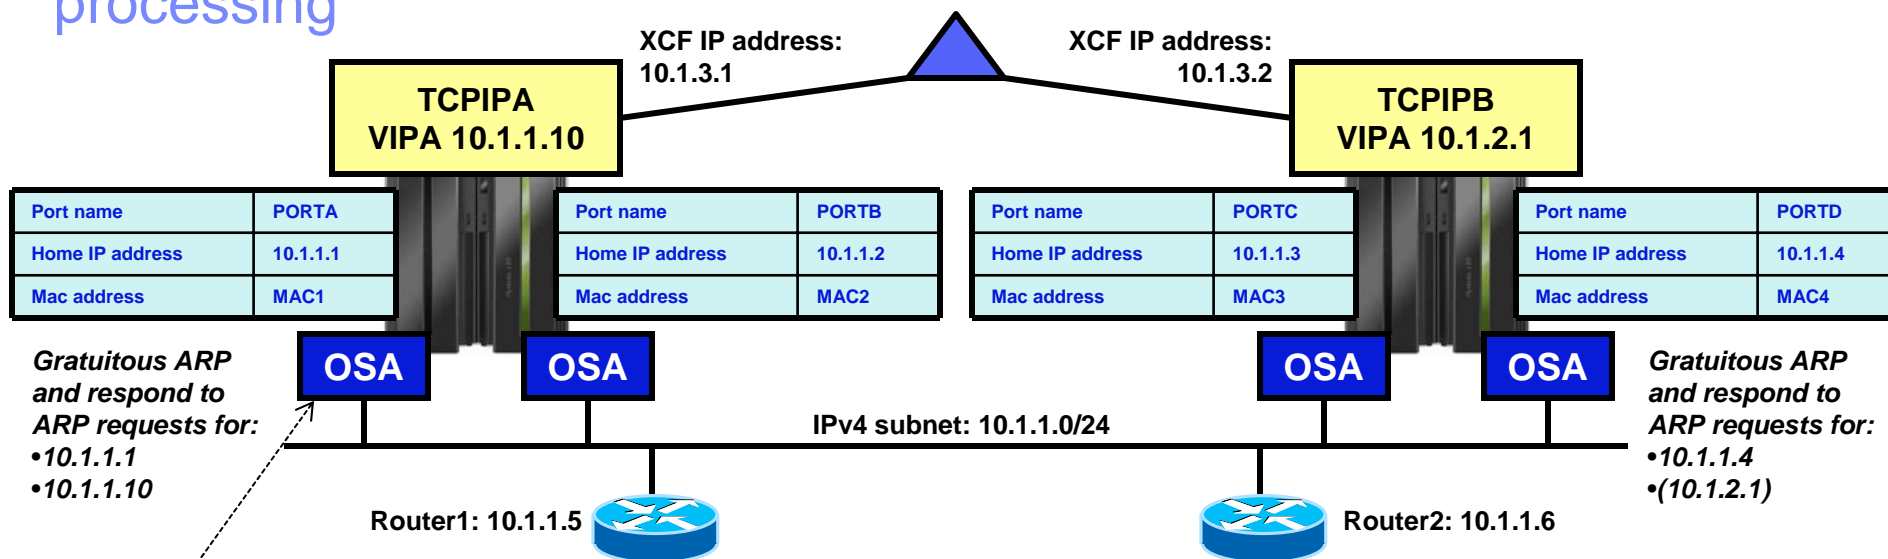 processing
XCF IP address:
10.1.3.1
XCF IP address:
10.1.3.2
TCPIPA
VIPA 10.1.1.10
TCPIPB
VIPA 10.1.2.1
Port name PORTA
Home IP address 10.1.1.1
Mac address MAC1
Port name PORTB
Home IP address 10.1.1.2
Mac address MAC2
Port name PORTC
Home IP address 10.1.1.3
Mac address MAC3
Port name PORTD
Home IP address 10.1.1.4
Mac address MAC4
Gratuitous ARP
and respond to
ARP requests for:
•10.1.1.1
•10.1.1.10
OSA
OSA
OSA
OSA
Gratuitous ARP
and respond to
ARP requests for:
•10.1.1.4
•(10.1.2.1)
IPv4 subnet: 10.1.1.0/24
Router1: 10.1.1.5
Router2: 10.1.1.6